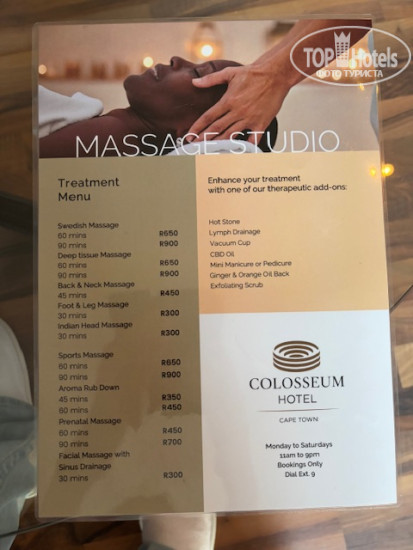 TOPHotels
ФОТО ТУРИСТА
MASSAGE STUDIO
Treatment
Menu
Swedish Massage
60 mins R650
90 mins R900
Deep tissue Massage
60 mins R650
90 mins R900
Back & Neck Massage
45 mins R450
Foot & Leg Massage
30 mins R300
Indian Head Massage
30 mins R300
Sports Massage
60 mins R650
90 mins R900
Aroma Rub Down
45 mins R350
60 mins R450
Prenatal Massage
60 mins R450
90 mins R700
Facial Massage with
Sinus Drainage
30 mins R300
Enhance your treatment
with one of our therapeutic add-ons:
Hot Stone
Lymph Drainage
Vacuum Cup
CBD Oil
Mini Manicure or Pedicure
Ginger & Orange Oil Back
Exfoliating Scrub
COLOSSEUM
HOTEL
CAPE TOWN
Monday to Saturdays
11am to 9pm
Bookings Only
Dial Ext. 9